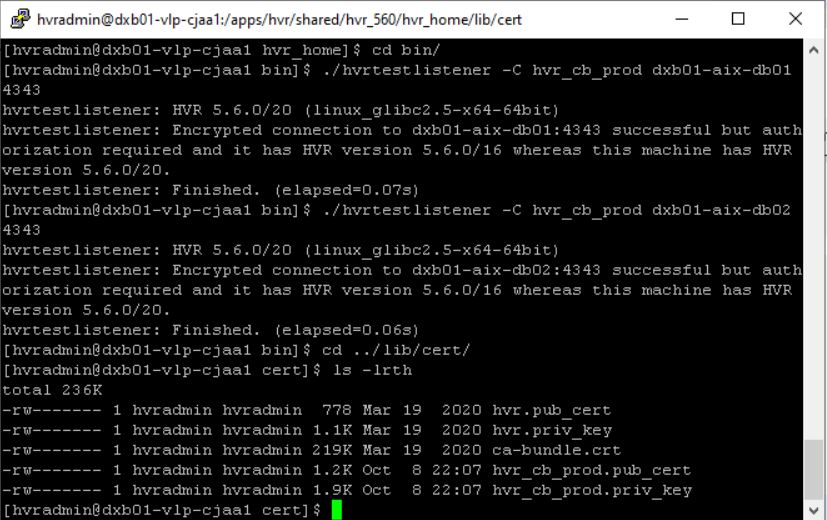 hvradmin@dxb01-vlp-cjaa1:/apps/hvr/shared/hvr_560/hvr_home/lib/cert
[hvradmin@dxb01-vlp-cjaa1 hvr_home]$ cd bin/
[hvradmin@dxb01-vlp-cjaa1 bin]$ ./hvrtestlistener -C hvr_cb_prod dxb01-aix-db01
4343
hvrtestlistener: HVR 5.6.0/20 (linux_glibc2.5-x64-64bit)
hvrtestlistener: Encrypted connection to dxb01-aix-db01:4343 successful but auth
orization required and it has HVR version 5.6.0/16 whereas this machine has HVR
version 5.6.0/20.
hvrtestlistener: Finished. (elapsed=0.07s)
[hvradmin@dxb01-vlp-cjaa1 bin]$ ./hvrtestlistener -C hvr_cb_prod dxb01-aix-db02
4343
hvrtestlistener: HVR 5.6.0/20 (linux_glibc2.5-x64-64bit)
hvrtestlistener: Encrypted connection to dxb01-aix-db02:4343 successful but auth
orization required and it has HVR version 5.6.0/16 whereas this machine has HVR
version 5.6.0/20.
hvrtestlistener: Finished. (elapsed=0.06s)
[hvradmin@dxb01-vlp-cjaa1 bin]$ cd ../lib/cert/
[hvradmin@dxb01-vlp-cjaa1 cert]$ ls -lrth
total 236K
-rw------- 1 hvradmin hvradmin  778 Mar 19  2020 hvr.pub_cert
-rw------- 1 hvradmin hvradmin 1.1K Mar 19  2020 hvr.priv_key
-rw------- 1 hvradmin hvradmin 219K Mar 19  2020 ca-bundle.crt
-rw------- 1 hvradmin hvradmin 1.2K Oct  8 22:07 hvr_cb_prod.pub_cert
-rw------- 1 hvradmin hvradmin 1.9K Oct  8 22:07 hvr_cb_prod.priv_key
[hvradmin@dxb01-vlp-cjaa1 cert]$